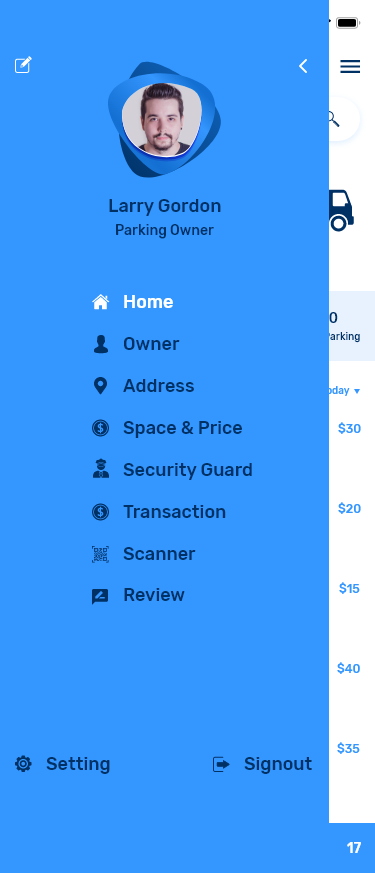 Larry Gordon
Parking Owner
Home
Owner
Address
Space & Price
Security Guard
Transaction
Scanner
Review
Setting
Signout
0
arking
oday
$30
$20
$15
$40
$35
17